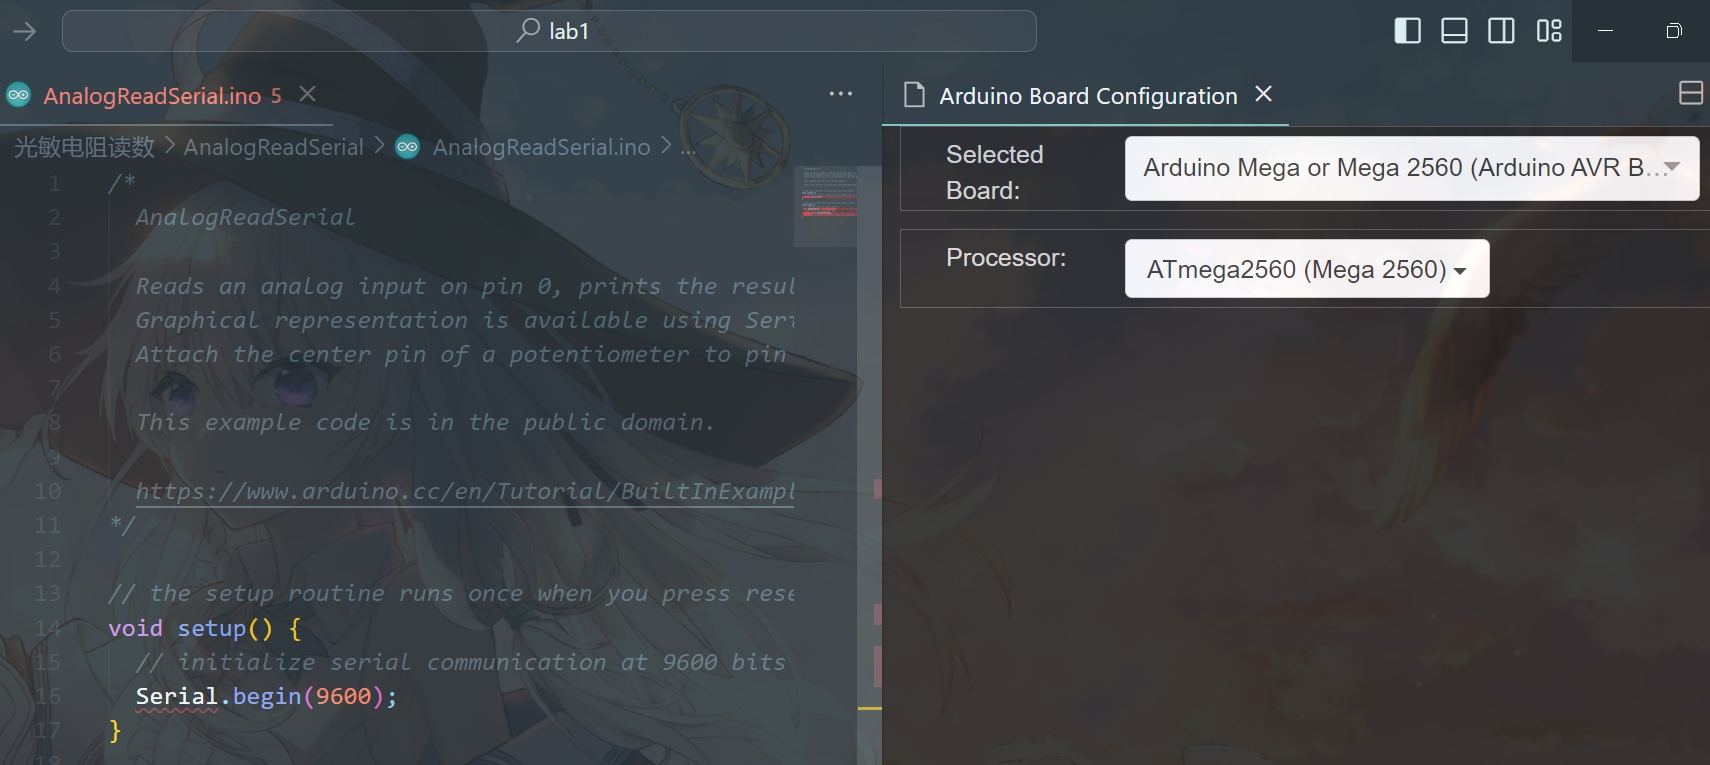 lab1
AnalogReadSerial.ino 5
Arduino Board Configuration
光敏电阻读数 > AnalogReadSerial > AnalogReadSerial.ino > ...
1 /*
2 AnalogReadSerial
3
4 Reads an analog input on pin 0, prints the resul
5 Graphical representation is available using Seri
6 Attach the center pin of a potentiometer to pin
7
8 This example code is in the public domain.
9
10 https://www.arduino.cc/en/Tutorial/BuiltInExampl
11 */
12
13 // the setup routine runs once when you press rese
14 void setup() {
15 // initialize serial communication at 9600 bits
16 Serial.begin(9600);
17 }
18
Selected
Board:
Arduino Mega or Mega 2560 (Arduino AVR B...
Processor:
ATmega2560 (Mega 2560)